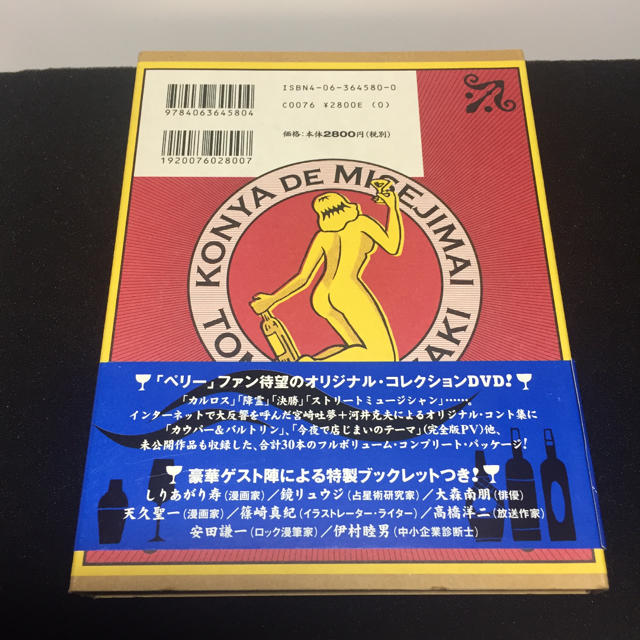 ISBN4-06-364580-0
C0076 ¥2800E (0)
9784063645804
価格:本体2800円(税別)
1920076028007
KONYA DE MISEJIMAI
TOM AKI
「ベリー」ファン待望のオリジナル・コレクションDVD!
「カルロス」「降霊」「決勝」「ストリートミュージシャン」……。
インターネットで大反響を呼んだ宮崎吐夢+河井克夫によるオリジナル・コント集に
「カウパー&バルトリン」、「今夜で店じまいのテーマ」(完全版PV)他、
未公開作品も収録した、合計30本のフルボリューム・コンプリート・パッケージ!
豪華ゲスト陣による特製ブックレットつき!
しりあがり寿(漫画家)/鏡リュウジ(占星術研究家)/大森南朋(俳優)
天久聖一(漫画家)/篠崎真紀(イラストレーター・ライター)/高橋洋二(放送作家)
安田謙一(ロック漫筆家)/伊村睦男(中小企業診断士)